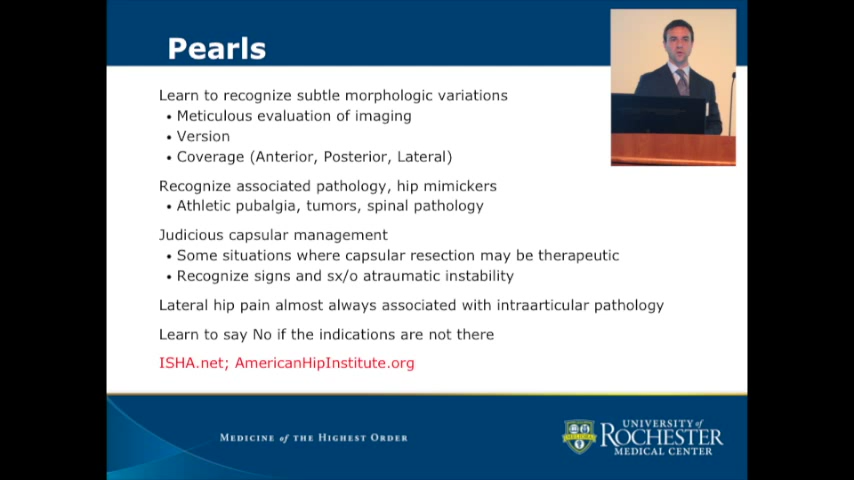 Pearls
Learn to recognize subtle morphologic variations
• Meticulous evaluation of imaging
• Version
• Coverage (Anterior, Posterior, Lateral)
Recognize associated pathology, hip mimickers
• Athletic pubalgia, tumors, spinal pathology
Judicious capsular management
• Some situations where capsular resection may be therapeutic
• Recognize signs and sx/o atraumatic instability
Lateral hip pain almost always associated with intraarticular pathology
Learn to say No if the indications are not there
ISHA.net; AmericanHipInstitute.org
MEDICINE of THE HIGHEST ORDER
UNIVERSITY of
ROCHESTER
MEDICAL CENTER